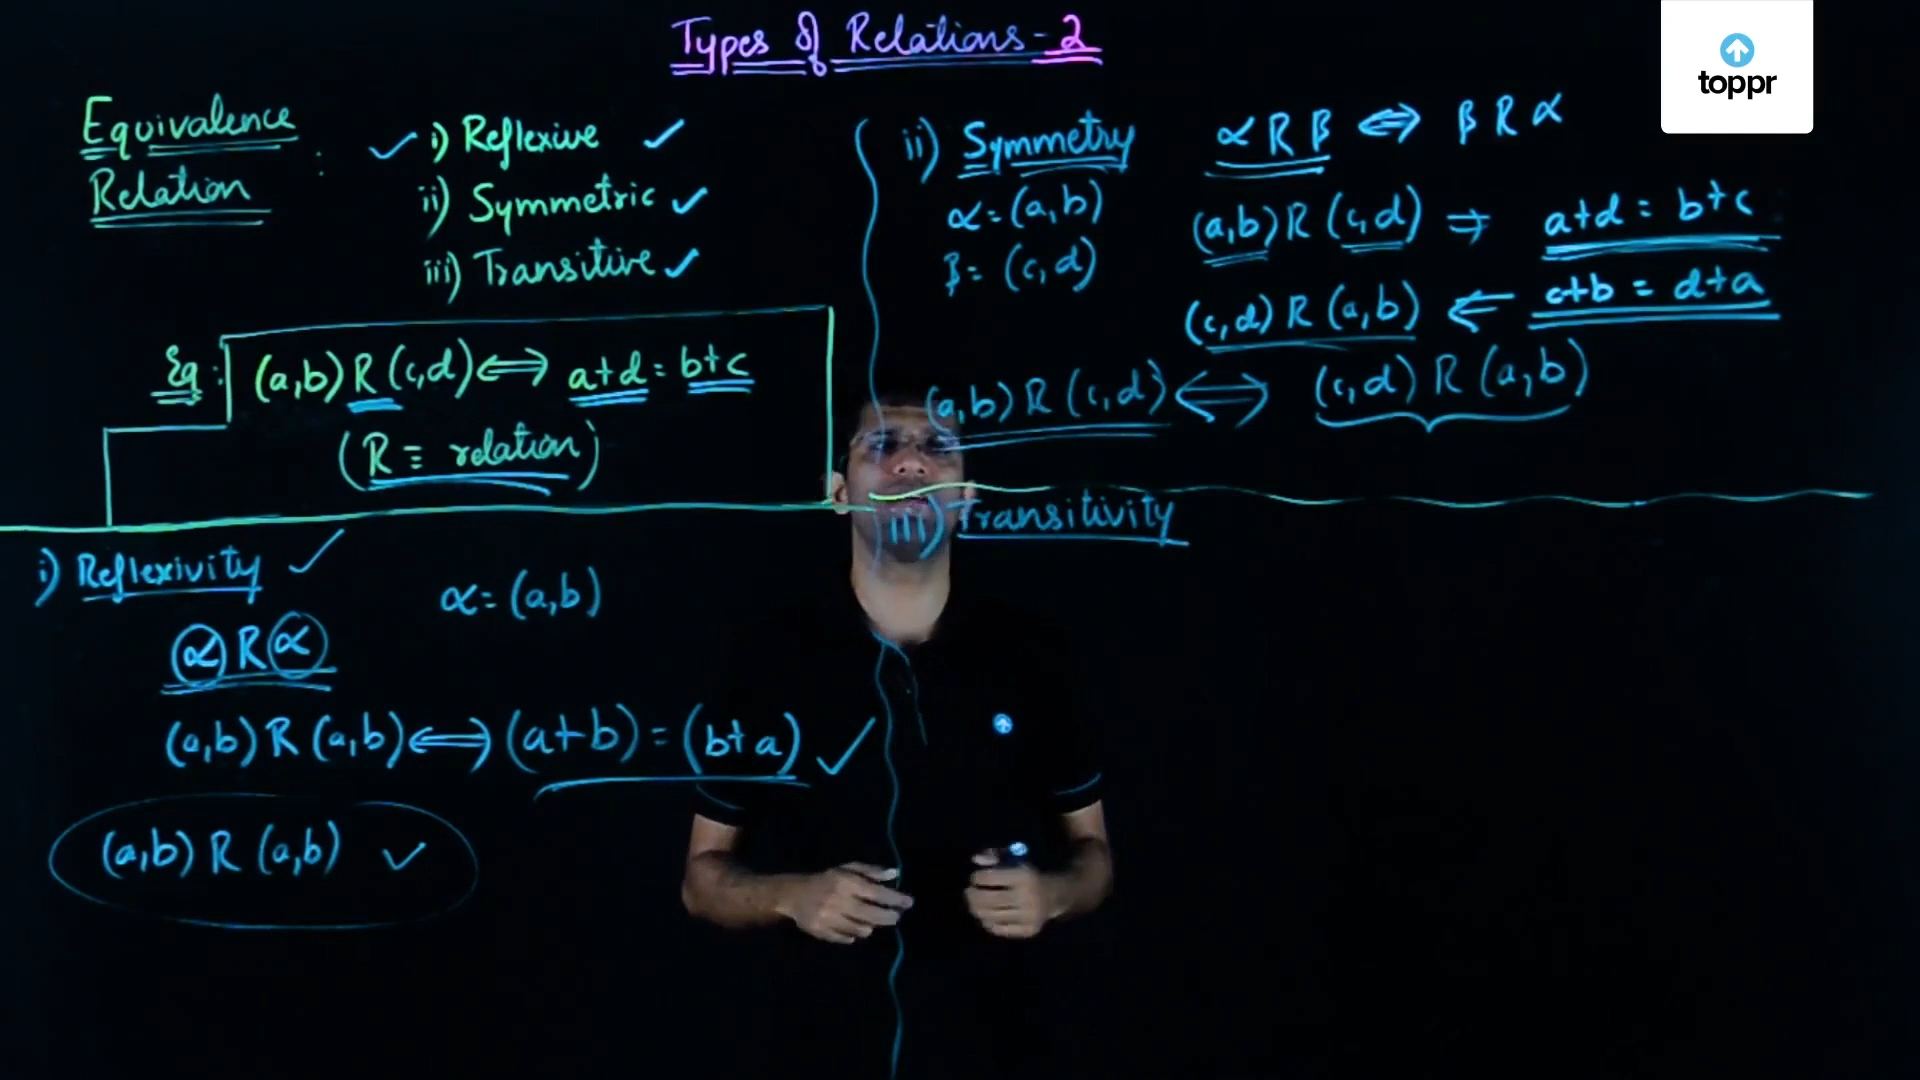 Types of Relations-2
toppr
Equivalence
Relation :
i) Reflexive
ii) Symmetric
iii) Transitive
Eg: (a,b) R (c,d) ⟺ a+d = b+c
(R ≡ relation)
i) Reflexivity
α = (a,b)
α R α
(a,b) R (a,b) ⟺ (a+b) = (b+a)
(a,b) R (a,b)
ii) Symmetry α R β ⟺ β R α
α = (a,b)
β = (c,d)
(a,b) R (c,d) ⇒ a+d = b+c
(c,d) R (a,b) ⇐ c+b = d+a
(a,b) R (c,d) ⟺ (c,d) R (a,b)
iii) Transitivity